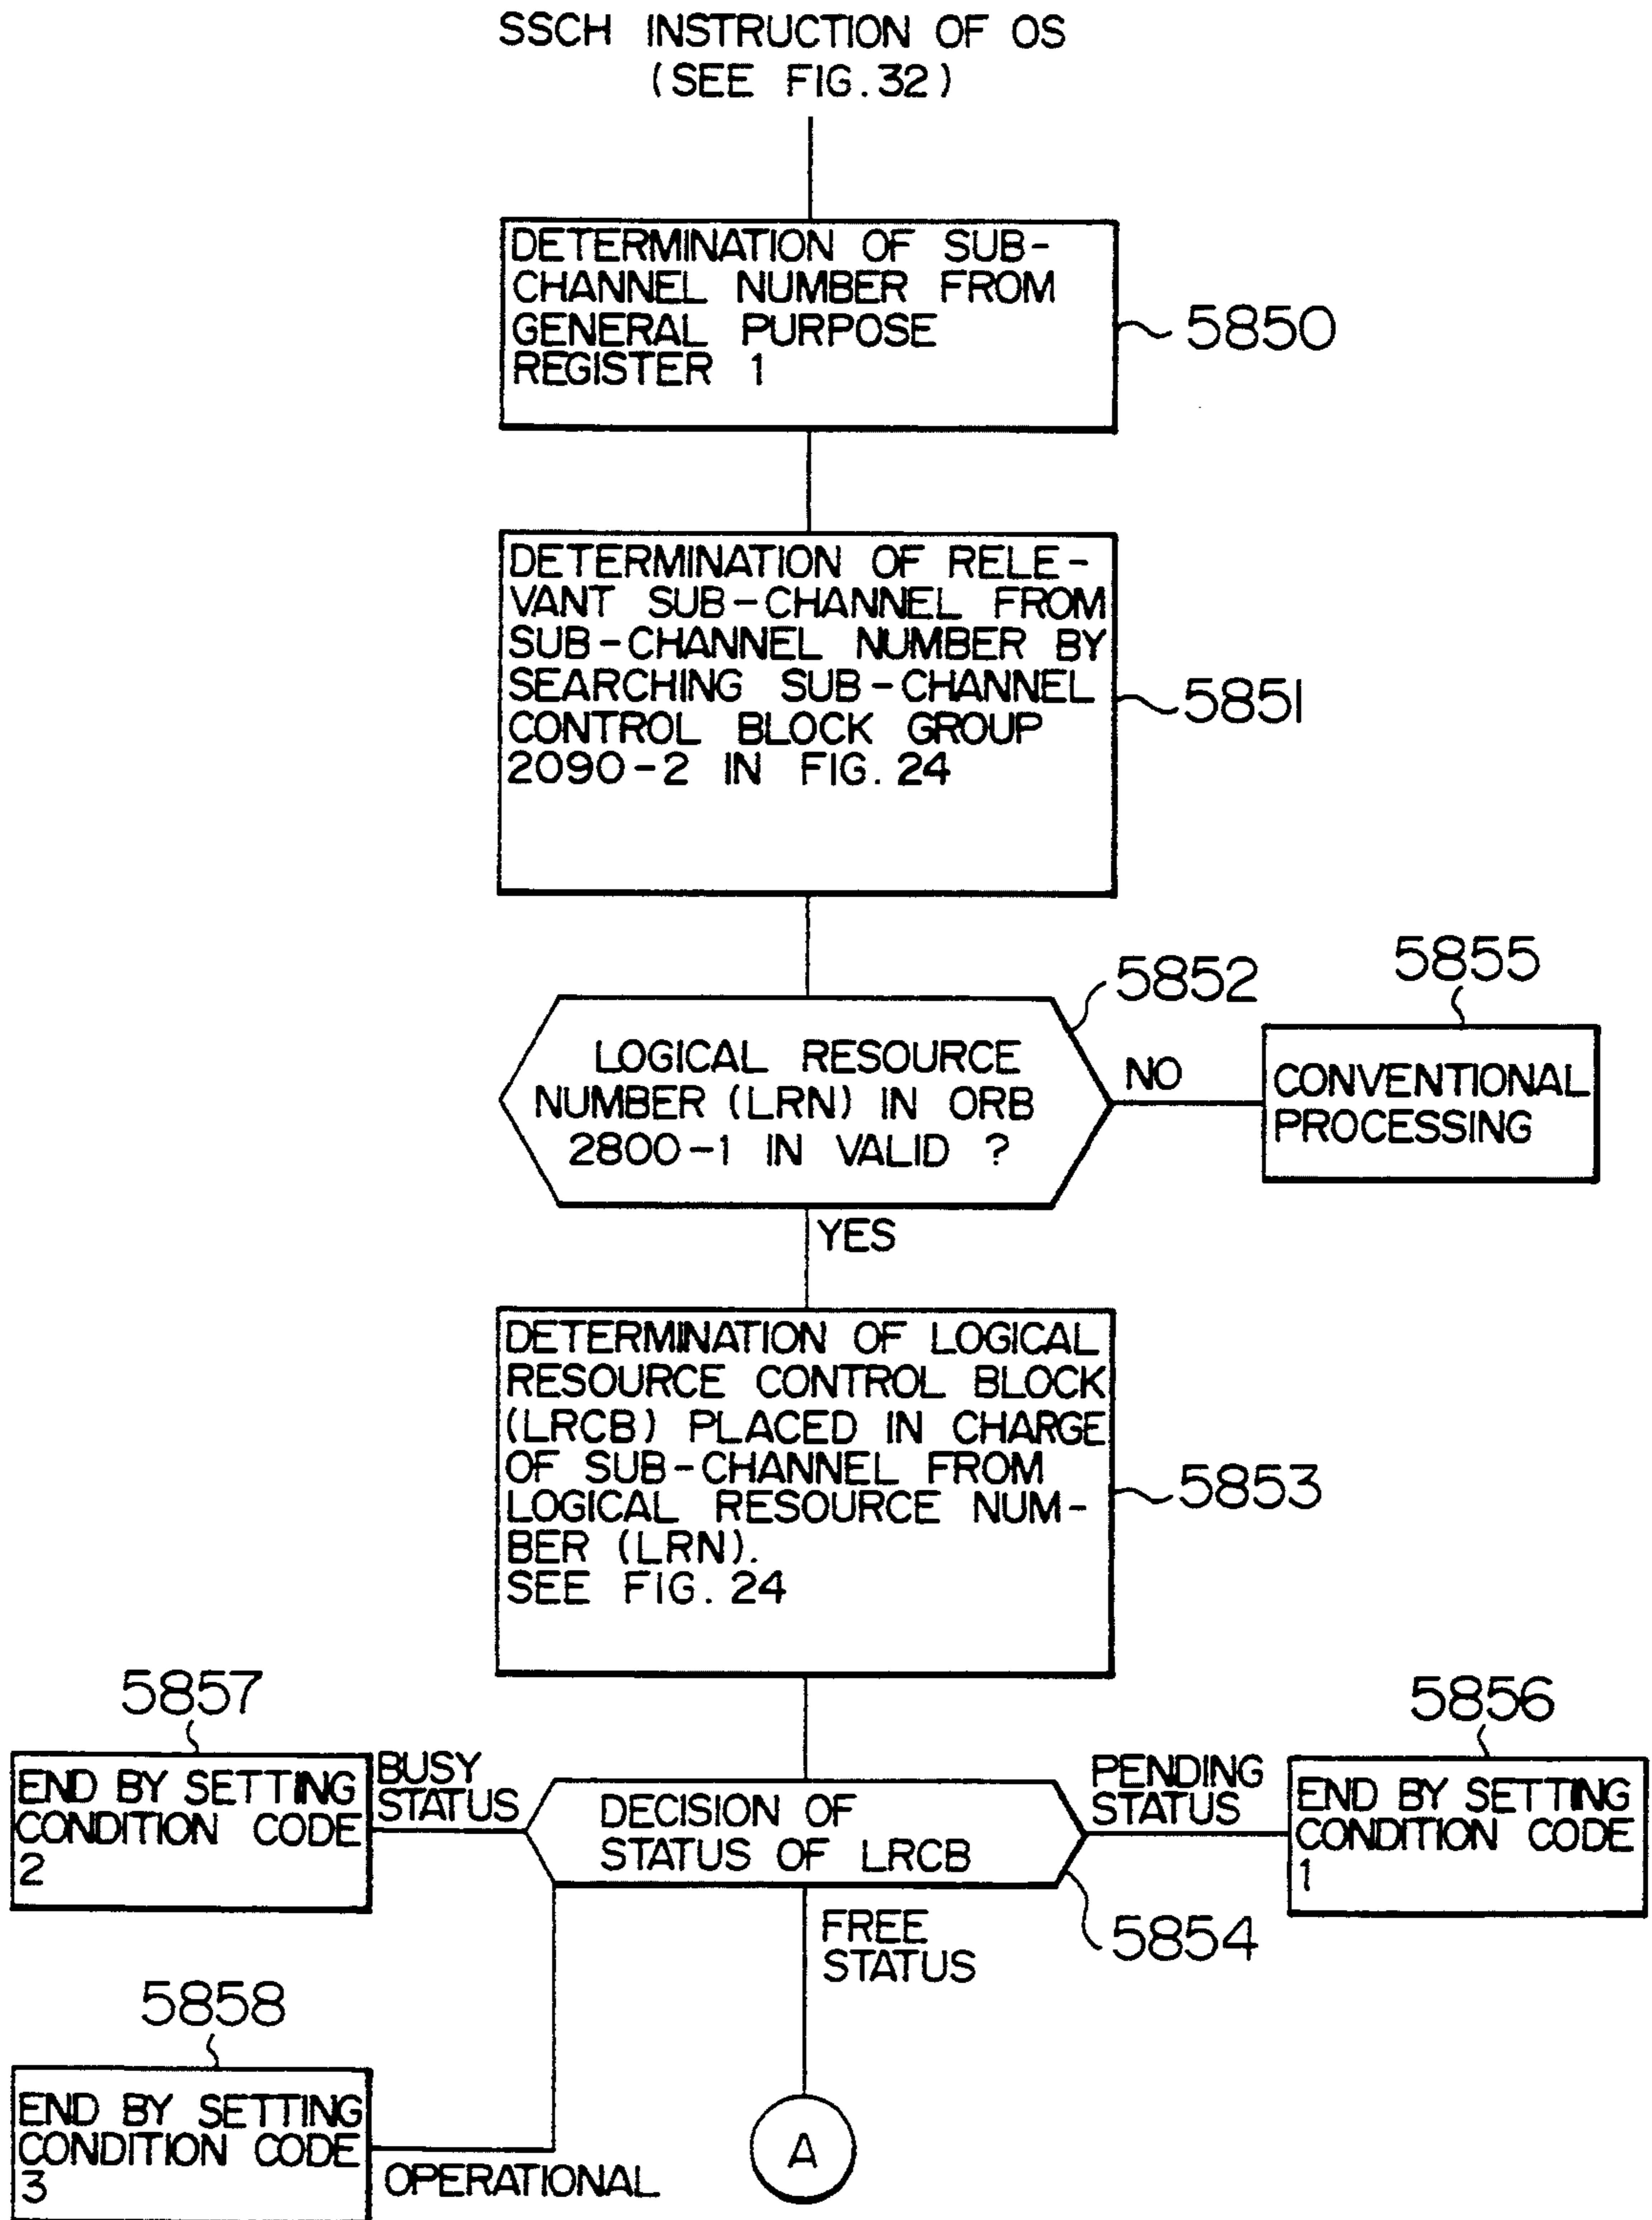 SSCH INSTRUCTION OF OS
(SEE FIG.32)
DETERMINATION OF SUB-
CHANNEL NUMBER FROM
GENERAL PURPOSE
REGISTER 1
5850
DETERMINATION OF RELE-
VANT SUB-CHANNEL FROM
SUB-CHANNEL NUMBER BY
SEARCHING SUB-CHANNEL
CONTROL BLOCK GROUP
2090-2 IN FIG.24
5851
5852
LOGICAL RESOURCE
NUMBER (LRN) IN ORB
2800-1 IN VALID ?
NO
5855
CONVENTIONAL
PROCESSING
YES
DETERMINATION OF LOGICAL
RESOURCE CONTROL BLOCK
(LRCB) PLACED IN CHARGE
OF SUB-CHANNEL FROM
LOGICAL RESOURCE NUM-
BER (LRN).
SEE FIG.24
5853
5857
END BY SETTING
CONDITION CODE
2
BUSY
STATUS
DECISION OF
STATUS OF LRCB
5854
PENDING
STATUS
5856
END BY SETTING
CONDITION CODE
1
FREE
STATUS
5858
END BY SETTING
CONDITION CODE
3
OPERATIONAL
A